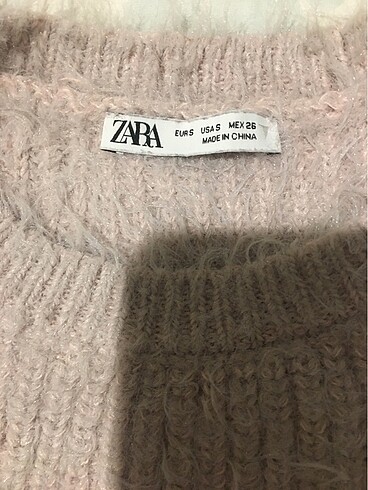 ZARA
EUR S USA S MEX 26
MADE IN CHINA